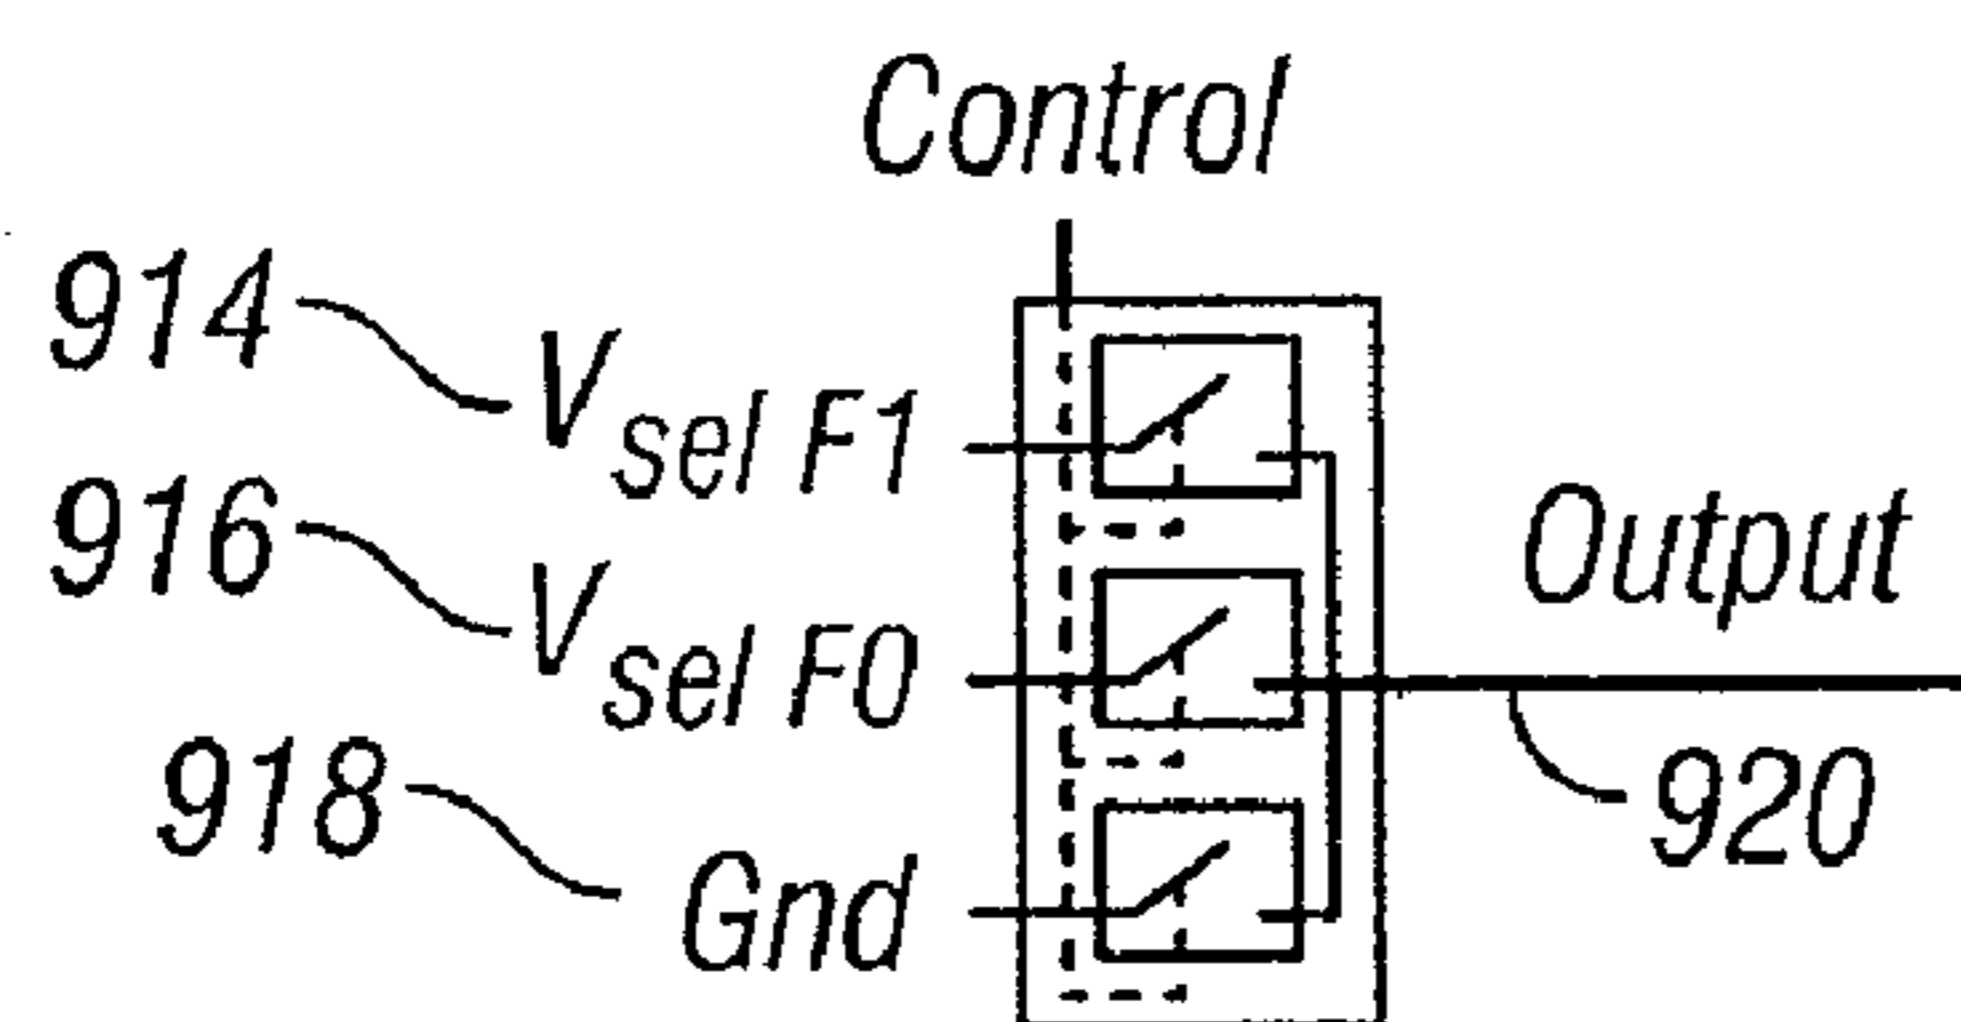 Control
914
V sel F1
916
V sel F0
Output
918
Gnd
920